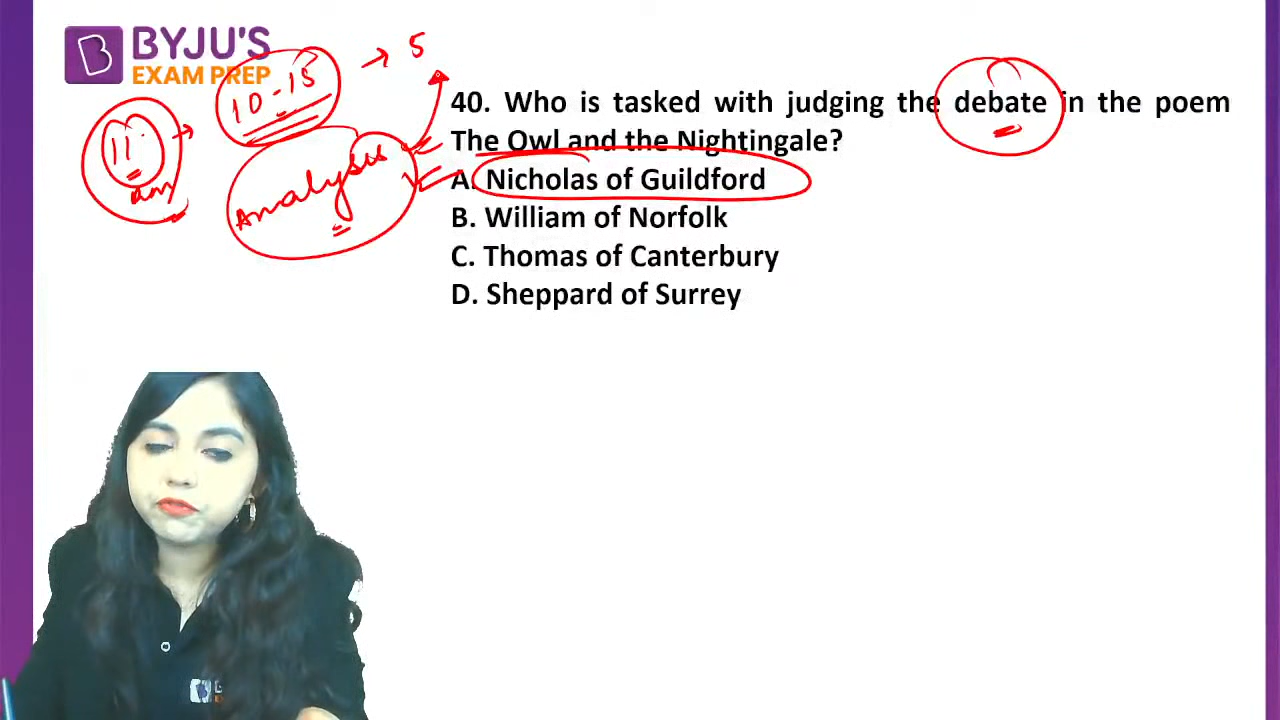 BYJU'S
EXAM PREP
10-15 → 5
11 →
am
Analysis
40. Who is tasked with judging the debate in the poem
The Owl and the Nightingale?
A. Nicholas of Guildford
B. William of Norfolk
C. Thomas of Canterbury
D. Sheppard of Surrey